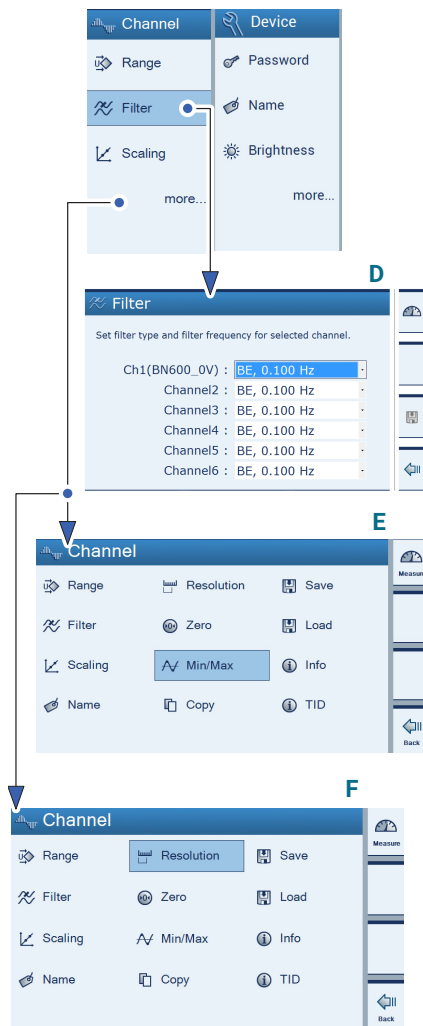 Channel
Device
Range
Password
Filter
Name
Scaling
Brightness
more...
more...
D
Filter
Set filter type and filter frequency for selected channel.
Ch1(BN600_0V) : BE, 0.100 Hz
Channel2 : BE, 0.100 Hz
Channel3 : BE, 0.100 Hz
Channel4 : BE, 0.100 Hz
Channel5 : BE, 0.100 Hz
Channel6 : BE, 0.100 Hz
E
Channel
Measure
Range Resolution Save
Filter Zero Load
Scaling Min/Max Info
Name Copy TID
Back
F
Channel
Measure
Range Resolution Save
Filter Zero Load
Scaling Min/Max Info
Name Copy TID
Back